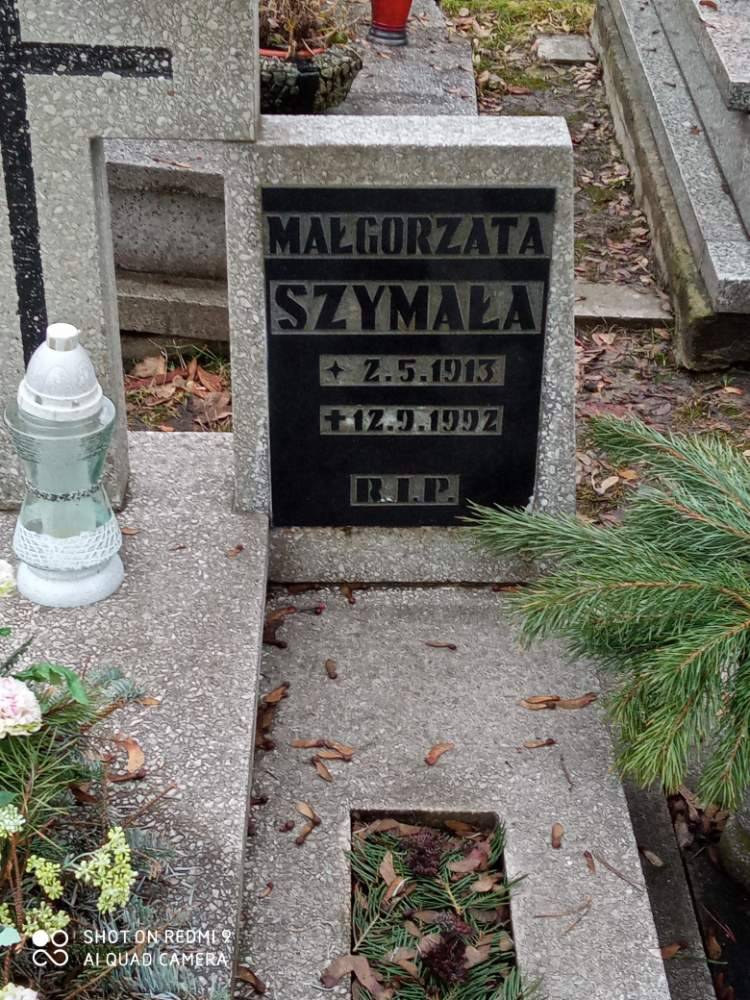 MAŁGORZATA
SZYMAŁA
✦ 2.5.1913
✝12.9.1992
R.I.P.
SHOT ON REDMI 9
AI QUAD CAMERA